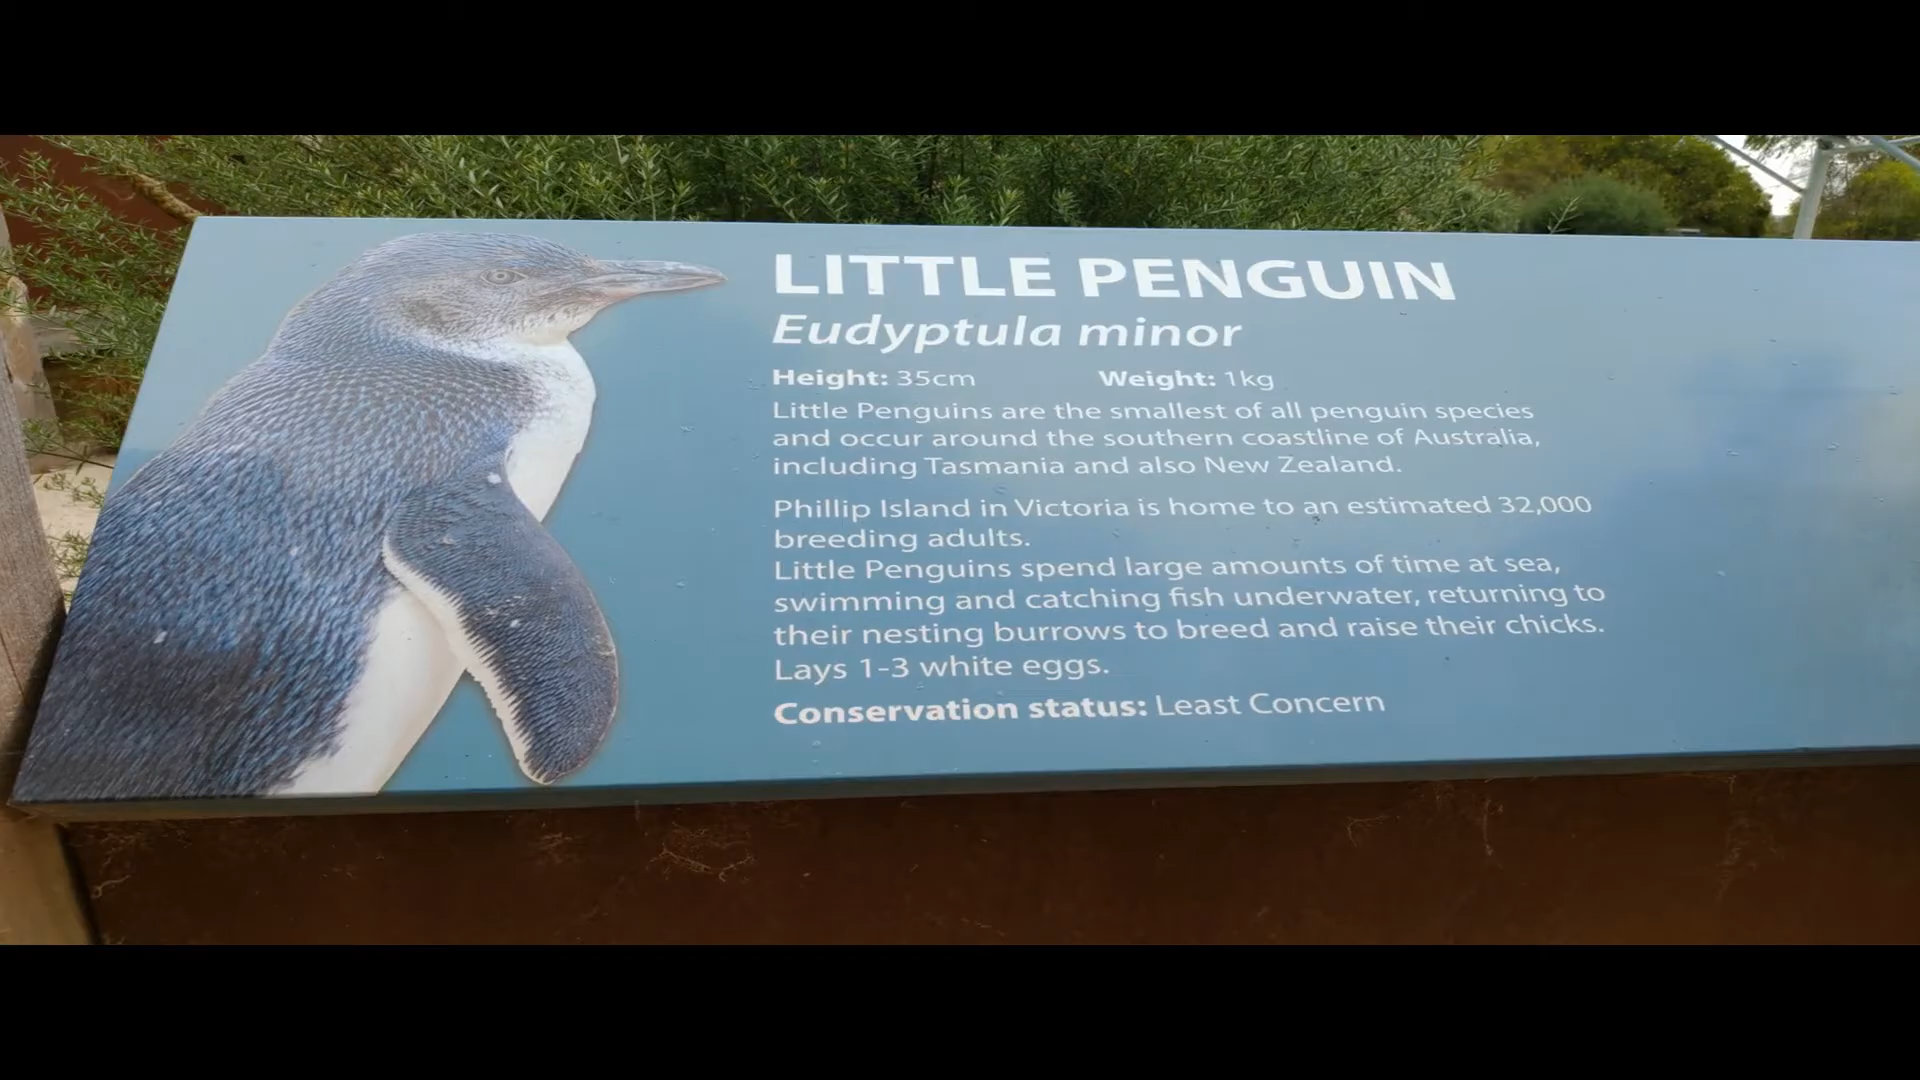 LITTLE PENGUIN
Eudyptula minor
Height: 35cm Weight: 1kg
Little Penguins are the smallest of all penguin species
and occur around the southern coastline of Australia,
including Tasmania and also New Zealand.
Phillip Island in Victoria is home to an estimated 32,000
breeding adults.
Little Penguins spend large amounts of time at sea,
swimming and catching fish underwater, returning to
their nesting burrows to breed and raise their chicks.
Lays 1-3 white eggs.
Conservation status: Least Concern